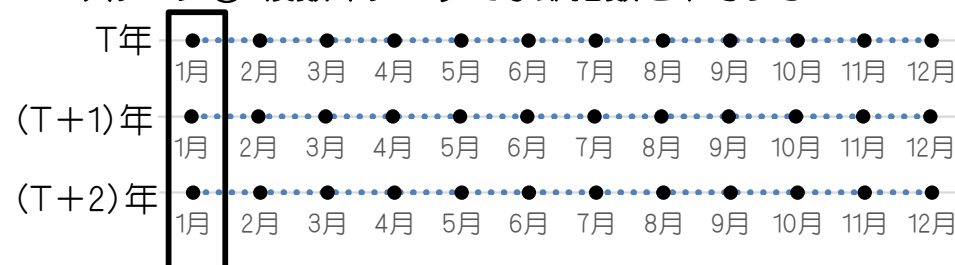 T年
1月 2月 3月 4月 5月 6月 7月 8月 9月 10月 11月 12月
(T+1)年
1月 2月 3月 4月 5月 6月 7月 8月 9月 10月 11月 12月
(T+2)年
1月 2月 3月 4月 5月 6月 7月 8月 9月 10月 11月 12月